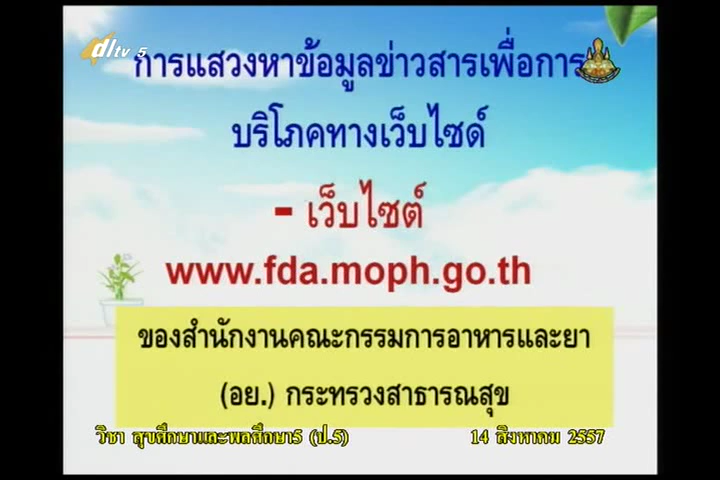 dltv 5
การแสวงหาข้อมูลข่าวสารเพื่อการ
บริโภคทางเว็บไซด์
- เว็บไซต์
www.fda.moph.go.th
ของสำนักงานคณะกรรมการอาหารและยา
(อย.) กระทรวงสาธารณสุข
วิชา สุขศึกษาและพลศึกษา5 (ป.5) 14 สิงหาคม 2557